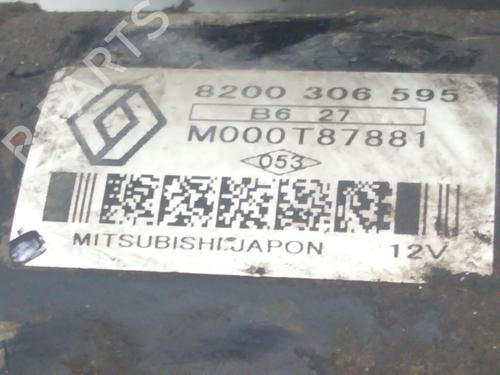 8200 306 595
B6 27
M000T87881
053
MITSUBISHI-JAPON 12V